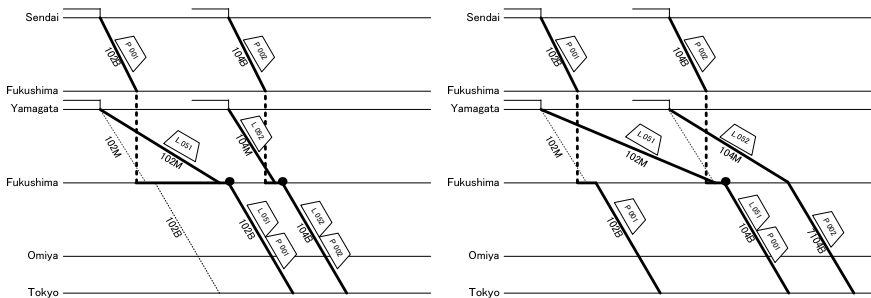 Sendai
P 001
102B
P 002
104B
Fukushima
Yamagata
102M
L 051
102M
L 052
104M
Fukushima
102B
L 051
102B
P 001
L 052
104B
P 002
Omiya
Tokyo
Sendai
P 001
102B
P 002
104B
Fukushima
Yamagata
L 051
102M
L 052
104M
Fukushima
P 001
102B
L 051
104B
P 001
P 002
7104B
Omiya
Tokyo